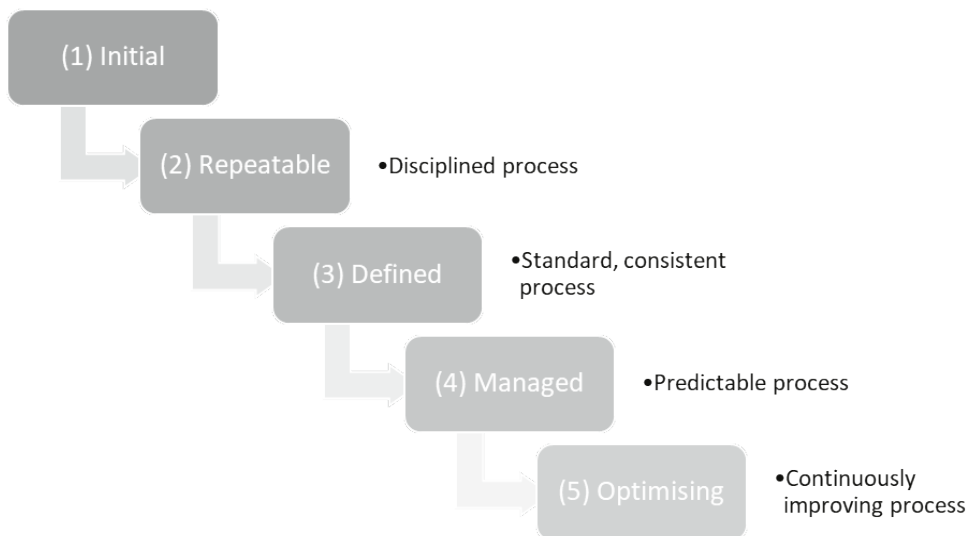 (1) Initial
(2) Repeatable
•Disciplined process
(3) Defined
•Standard, consistent
process
(4) Managed
•Predictable process
(5) Optimising
•Continuously
improving process